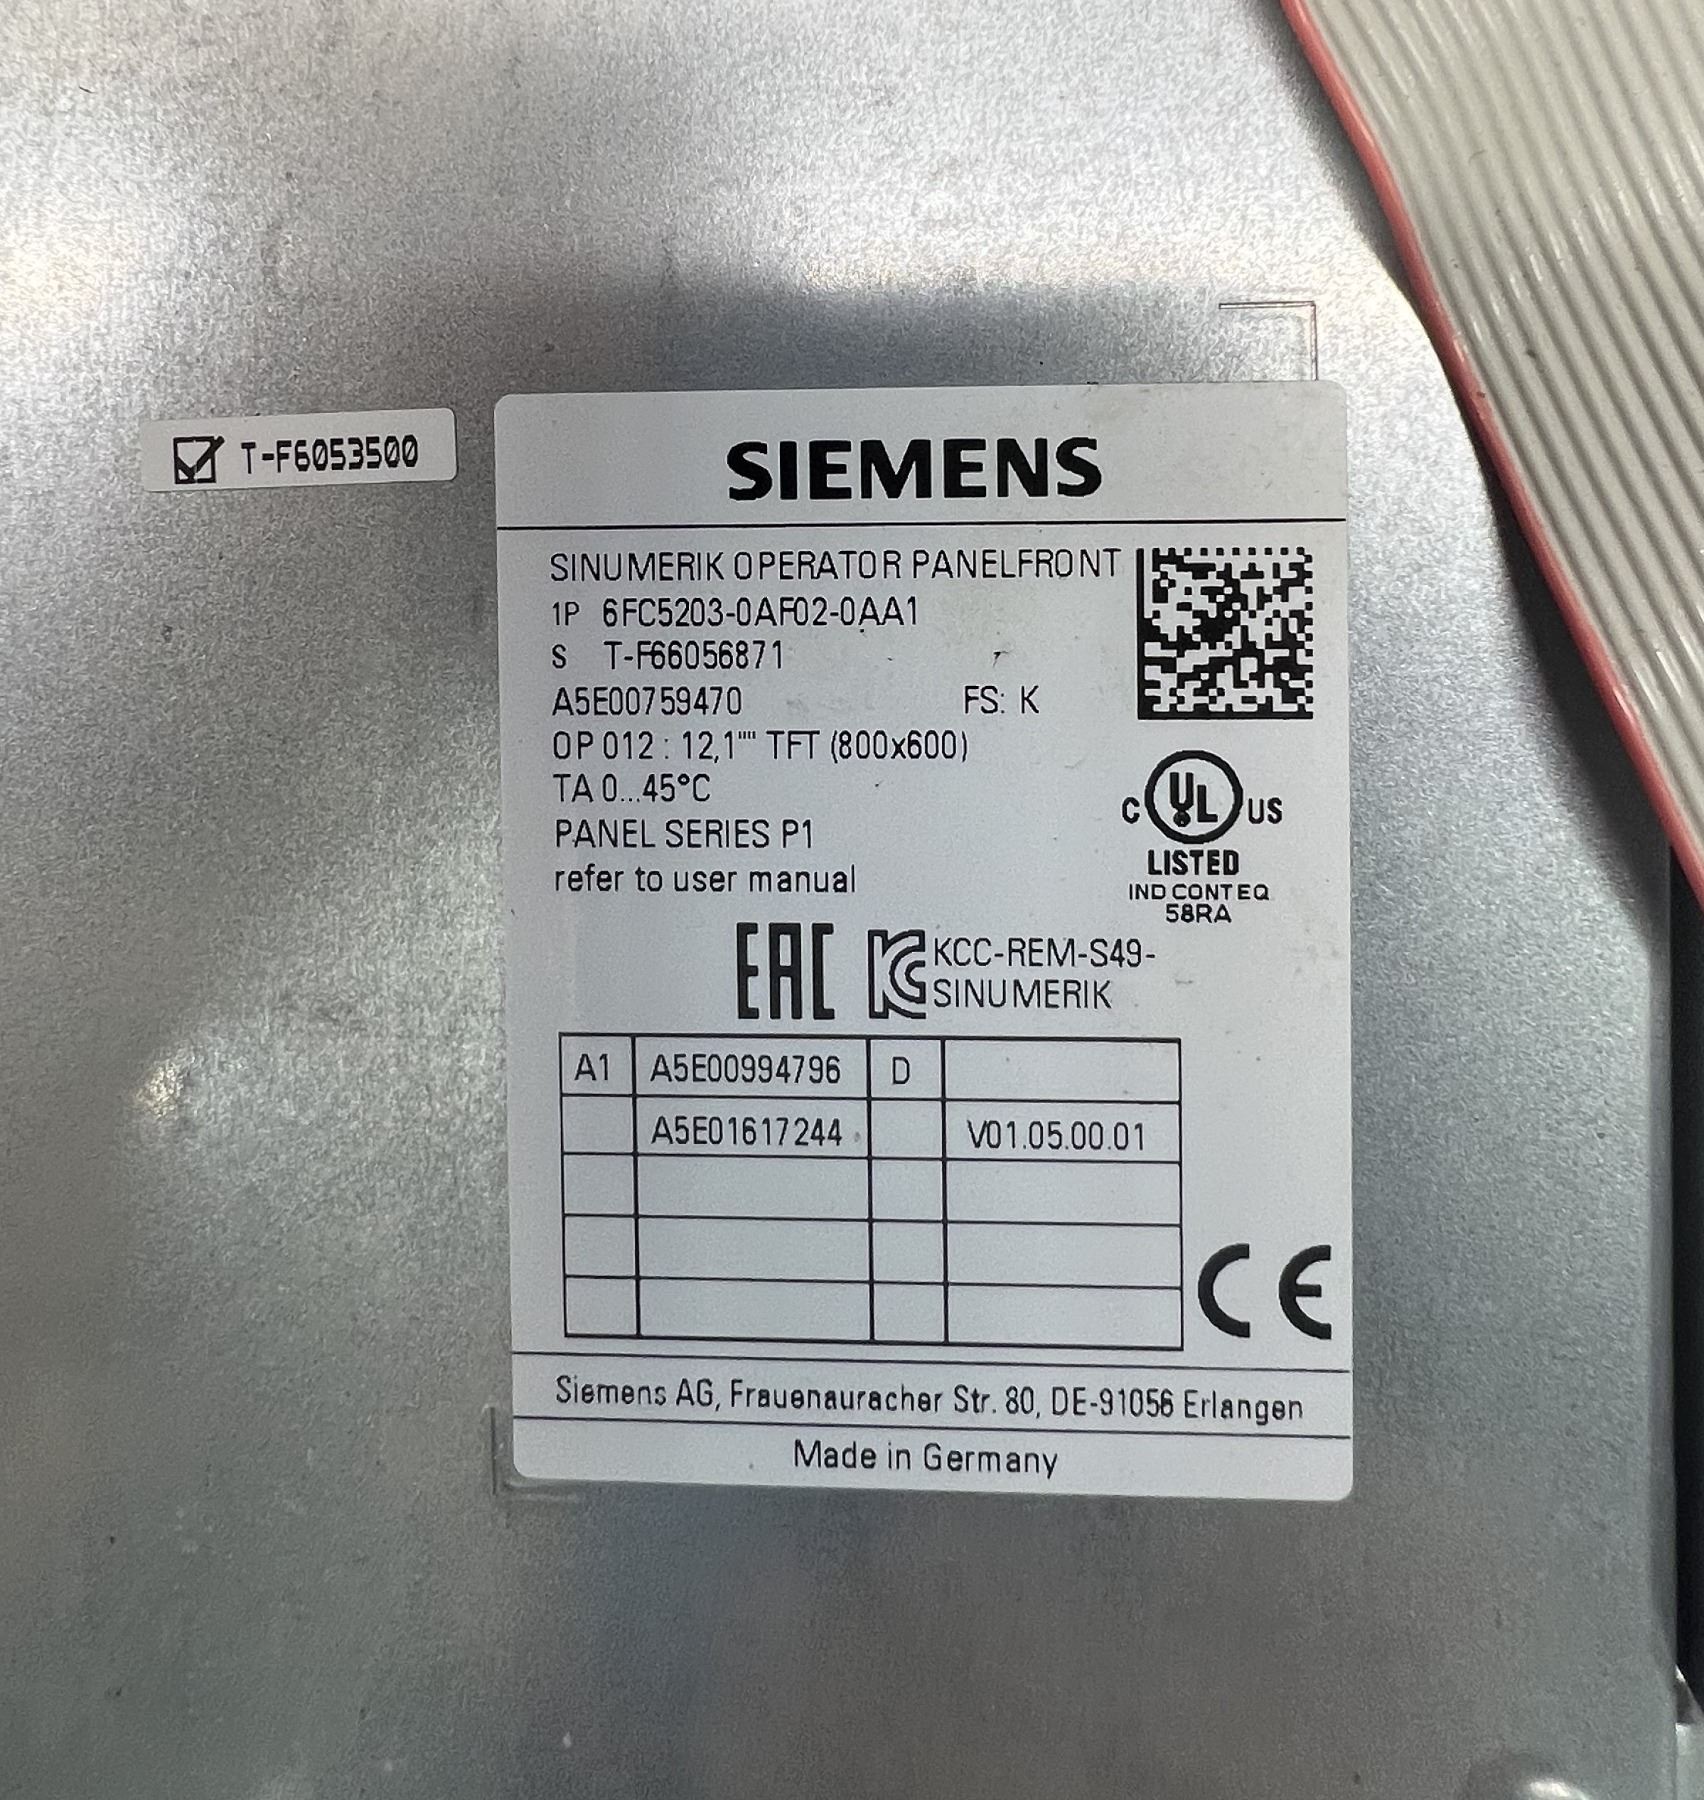 T-F6053500
SIEMENS
SINUMERIK OPERATOR PANELFRONT
1P 6FC5203-0AF02-0AA1
S T-F66056871
A5E00759470 FS: K
OP 012 : 12,1"" TFT (800x600)
TA 0...45°C
PANEL SERIES P1
refer to user manual
C UL US
LISTED
IND CONT EQ
58RA
EAC KC KCC-REM-S49-
SINUMERIK
A1 A5E00994796 D
A5E01617244 V01.05.00.01
CE
Siemens AG, Frauenauracher Str. 80, DE-91056 Erlangen
Made in Germany